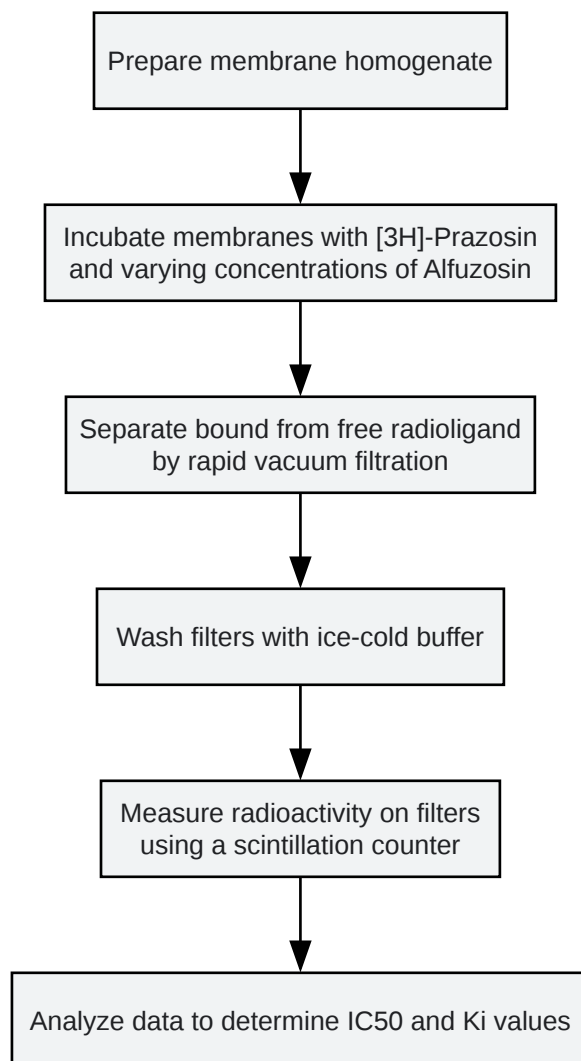 Prepare membrane homogenate
Incubate membranes with [3H]-Prazosin
and varying concentrations of Alfuzosin
Separate bound from free radioligand
by rapid vacuum filtration
Wash filters with ice-cold buffer
Measure radioactivity on filters
using a scintillation counter
Analyze data to determine IC50 and Ki values